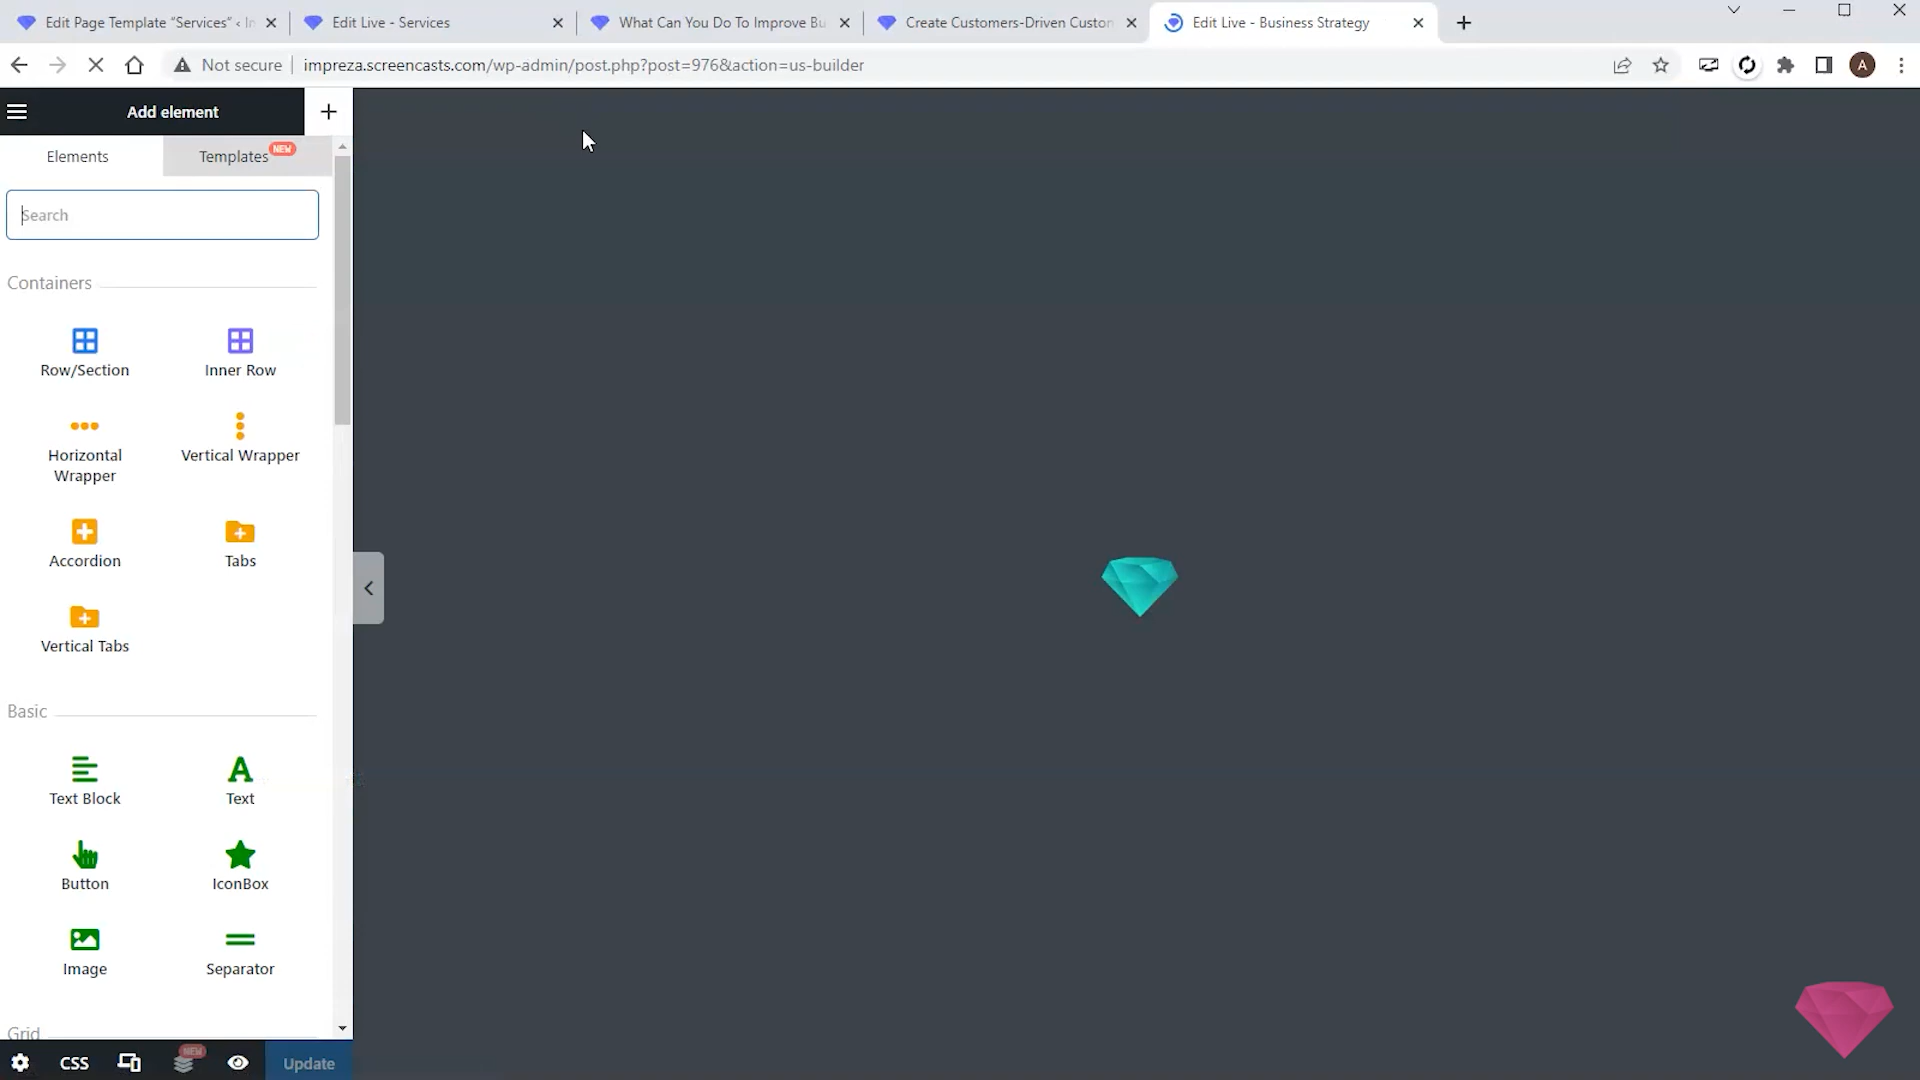 Edit Page Template “Services” ‹ In
Edit Live - Services
What Can You Do To Improve Bu
Create Customers-Driven Custon
Edit Live - Business Strategy
Not secure
impreza.screencasts.com/wp-admin/post.php?post=976&action=us-builder
A
Add element
Elements
Templates NEW
Search
Containers
Row/Section
Inner Row
Horizontal
Wrapper
Vertical Wrapper
Accordion
Tabs
Vertical Tabs
Basic
Text Block
Text
Button
IconBox
Image
Separator
Grid
CSS
NEW
Update